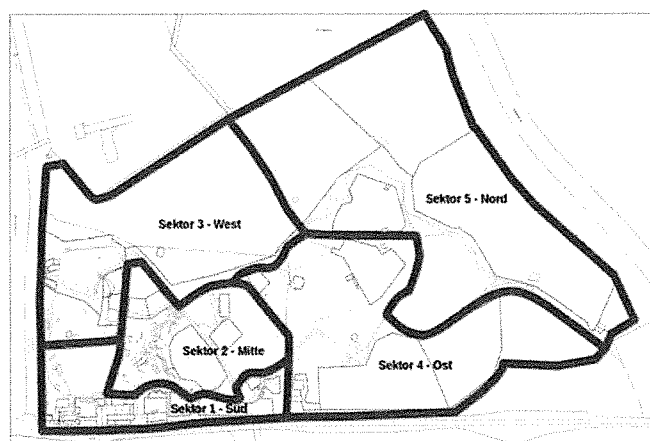 Sektor 5 - Nord
Sektor 3 - West
Sektor 2 - Mitte
Sektor 4 - Ost
Sektor 1 - Süd